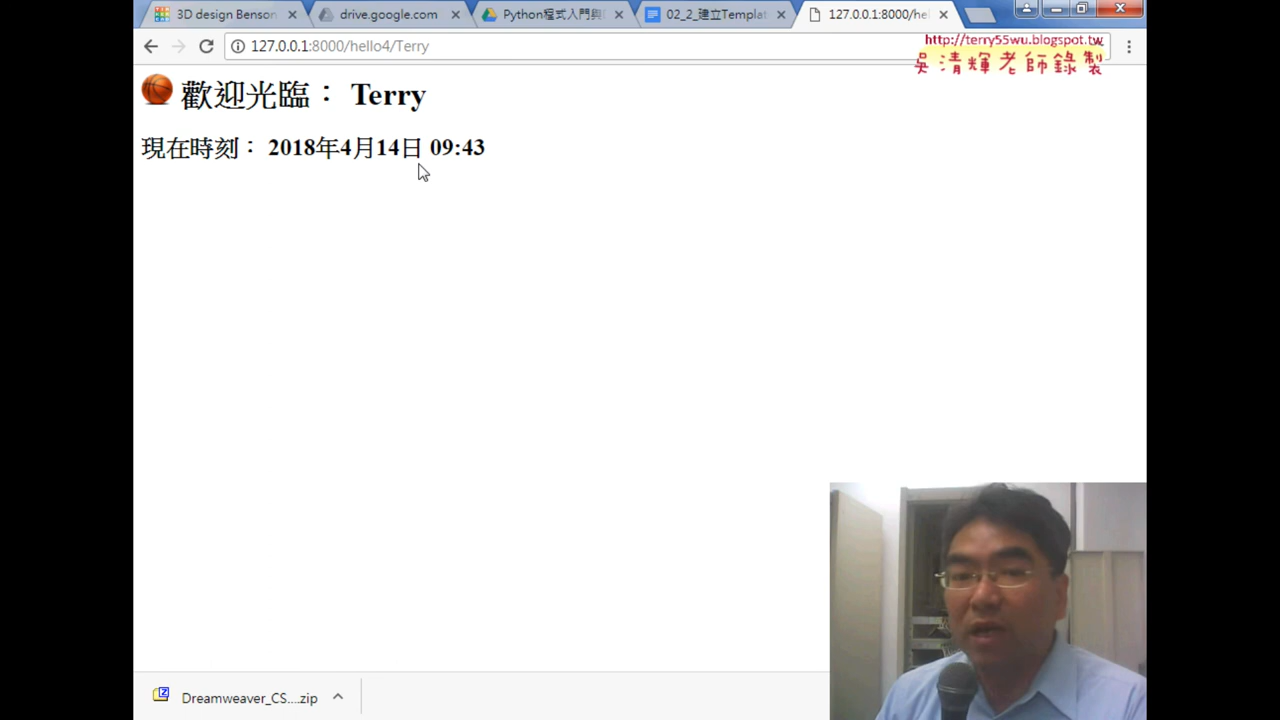 3D design Benson
drive.google.com
Python程式入門與
02_2_建立Templat
127.0.0.1:8000/hel
127.0.0.1:8000/hello4/Terry
http://terry55wu.blogspot.tw
吳清輝老師錄製
歡迎光臨： Terry
現在時刻： 2018年4月14日 09:43
Dreamweaver_CS....zip